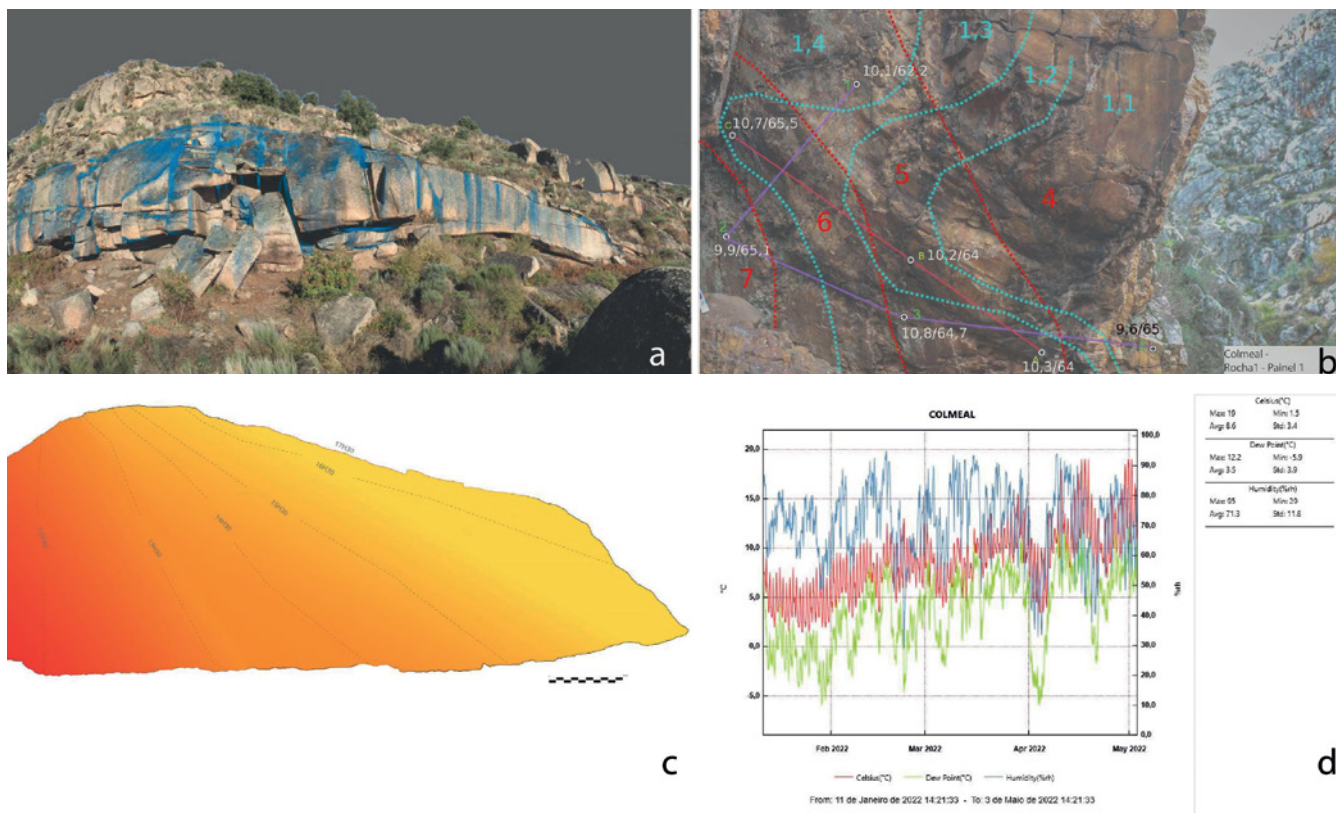 a
1,4
1,3
10,1/62,2
1,2
1,1
C
10,7/65,5
5
4
6
2
9,9/65,1
B
10,2/64
7
3
10,8/64,7
9,6/65
A
10,3/64
Colmeal -
Rocha1 - Painel 1
b
17H30
16H30
15H30
14H30
13H30
c
COLMEAL
20,0
15,0
10,0
5,0
0,0
-5,0
°C
100,0
90,0
80,0
70,0
60,0
50,0
40,0
30,0
20,0
10,0
0,0
%rh
Feb 2022 Mar 2022 Apr 2022 May 2022
Celsius(°C) Dew Point(°C) Humidity(%rh)
From: 11 de Janeiro de 2022 14:21:33 - To: 3 de Maio de 2022 14:21:33
Celsius(°C)
Max: 19 Min: 1.5
Avg: 8.6 Std: 3.4
Dew Point(°C)
Max: 12.2 Min: -5.9
Avg: 3.5 Std: 3.9
Humidity(%rh)
Max: 95 Min: 29
Avg: 71.3 Std: 11.8
d